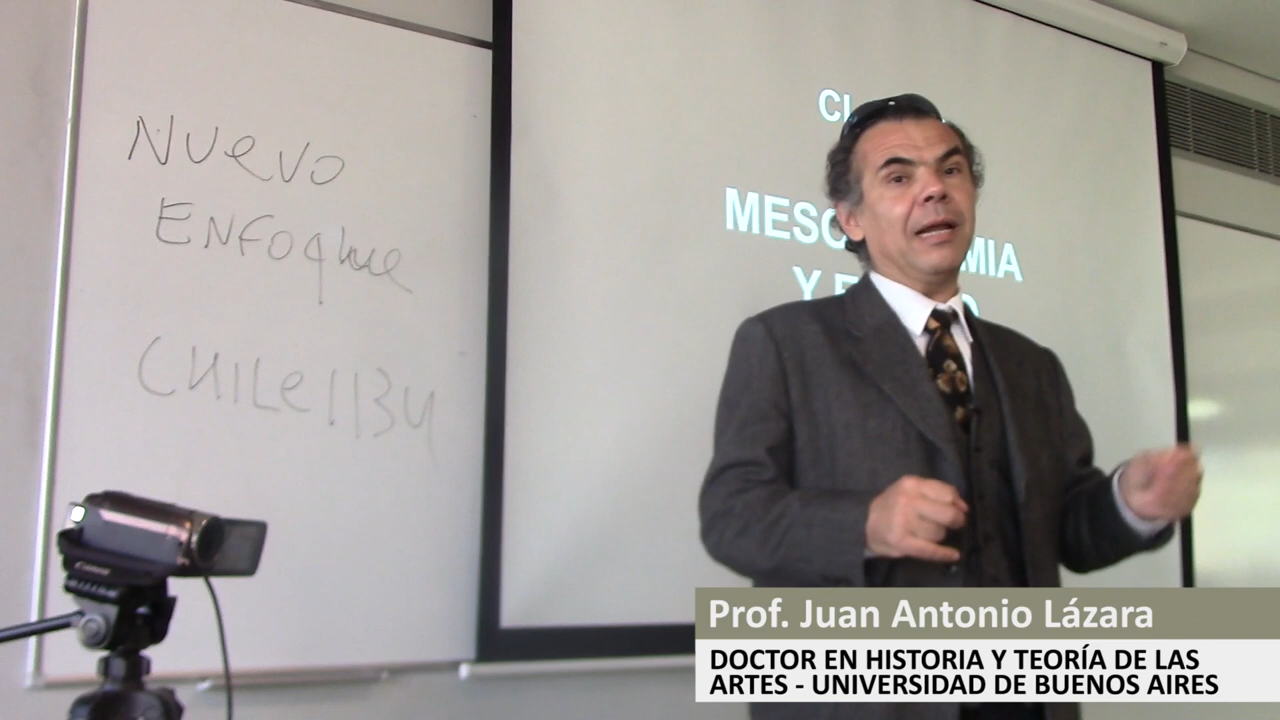 NUevo
ENFOque
CHILe 1134
MESO MIA
Y
Prof. Juan Antonio Lázara
DOCTOR EN HISTORIA Y TEORÍA DE LAS
ARTES - UNIVERSIDAD DE BUENOS AIRES
Canon